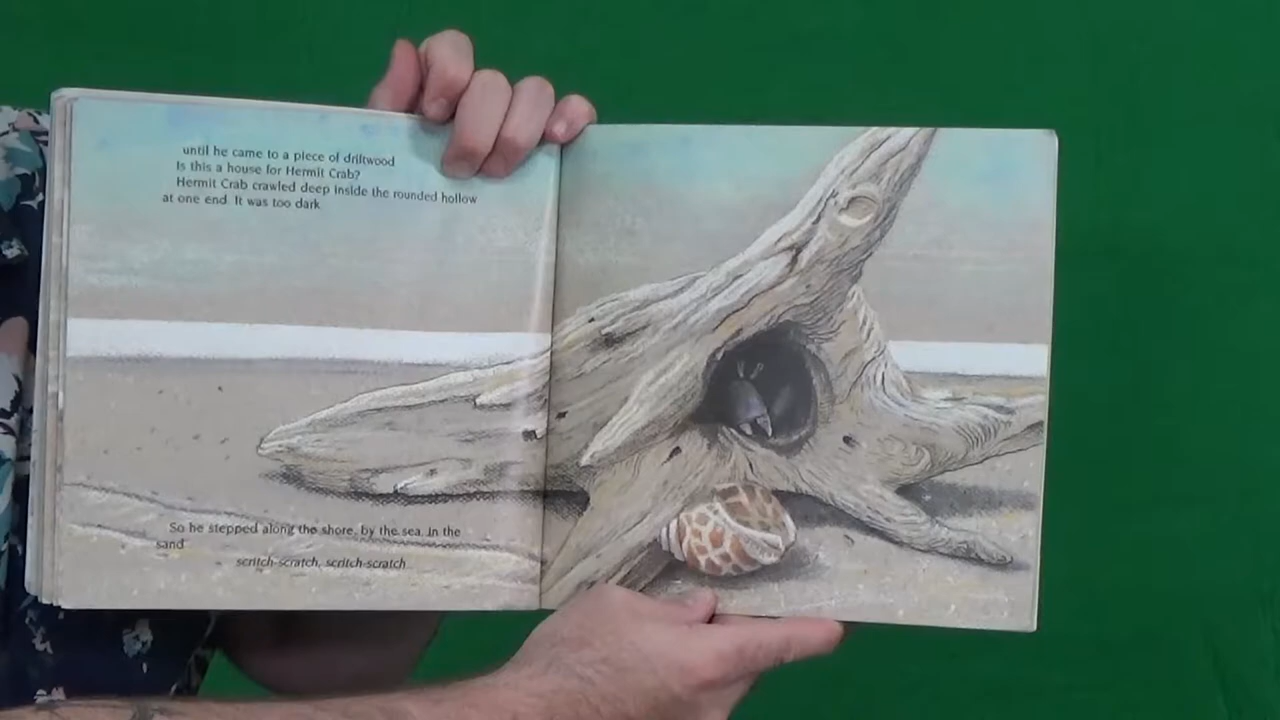 until he came to a piece of driftwood
Is this a house for Hermit Crab?
Hermit Crab crawled deep inside the rounded hollow
at one end. It was too dark.
So he stepped along the shore, by the sea, in the
sand
scritch-scratch, scritch-scratch